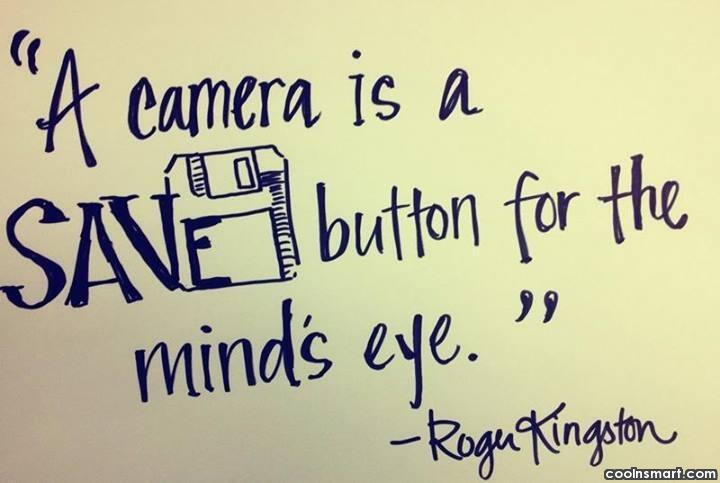 “A camera is a
SAVE button for the
mind's eye.”
-Roger Kingston
coolnsmart.com